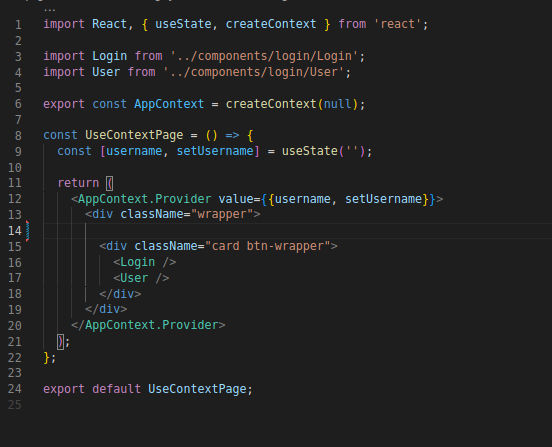 ...
1 import React, { useState, createContext } from 'react';
2
3 import Login from '../components/login/Login';
4 import User from '../components/login/User';
5
6 export const AppContext = createContext(null);
7
8 const UseContextPage = () => {
9 const [username, setUsername] = useState('');
10
11 return (
12 <AppContext.Provider value={{username, setUsername}}>
13 <div className="wrapper">
14
15 <div className="card btn-wrapper">
16 <Login />
17 <User />
18 </div>
19 </div>
20 </AppContext.Provider>
21 );
22 };
23
24 export default UseContextPage;
25